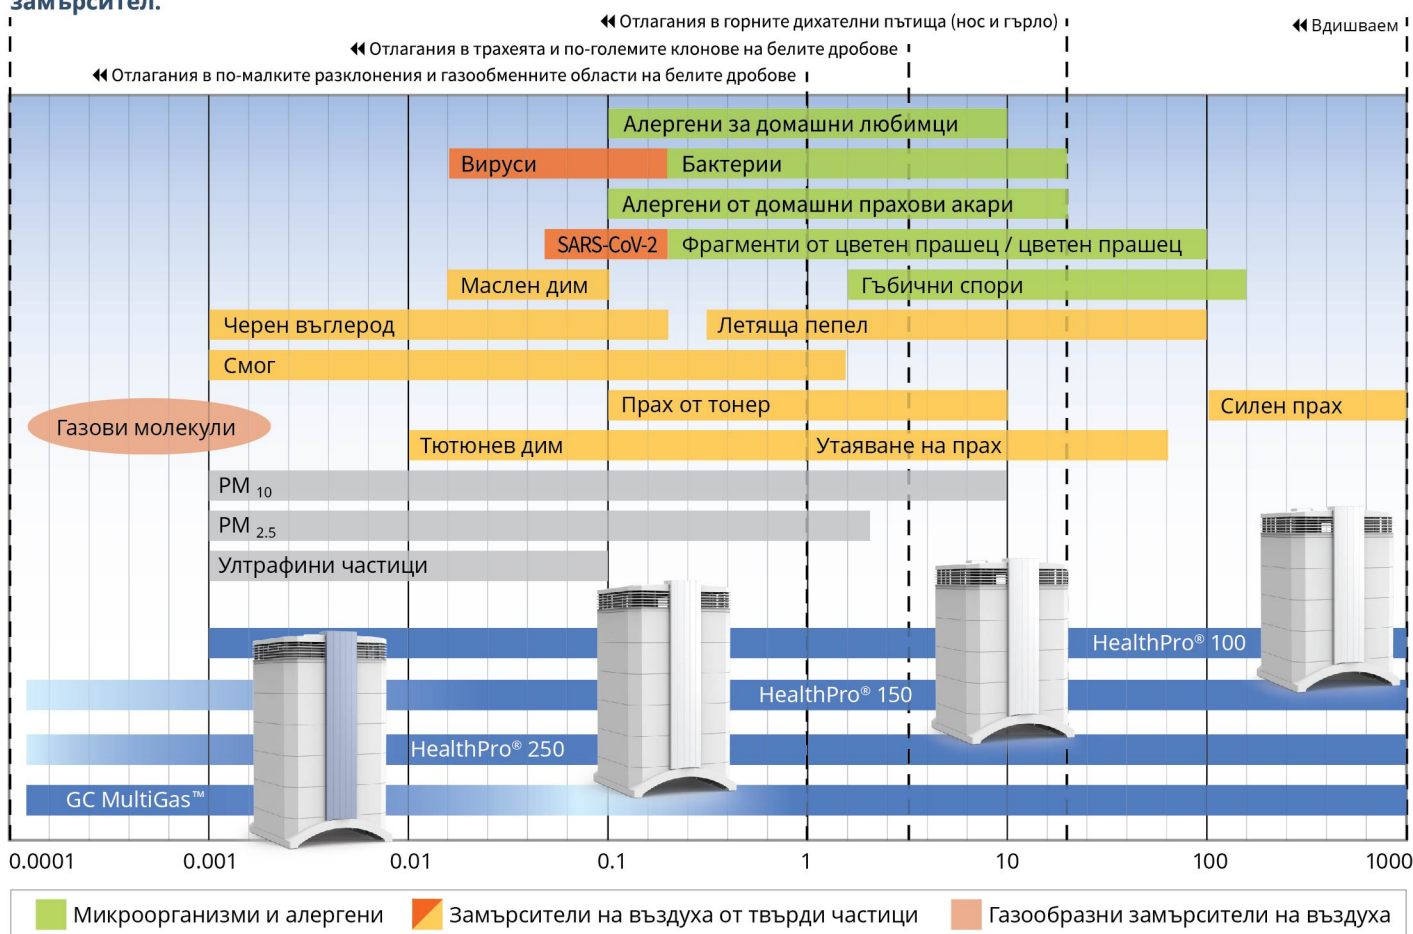 замърсител.
Отлагания в горните дихателни пътища (нос и гърло)
Вдишваем
Отлагания в трахеята и по-големите клонове на белите дробове
Отлагания в по-малките разклонения и газообменните области на белите дробове
Алергени за домашни любимци
Вируси Бактерии
Алергени от домашни прахови акари
SARS-CoV-2 Фрагменти от цветен прашец / цветен прашец
Маслен дим Гъбични спори
Черен въглерод Летяща пепел
Смог
Прах от тонер Силен прах
Газови молекули
Тютюнев дим Утаяване на прах
PM 10
PM 2.5
Ултрафини частици
HealthPro® 100
HealthPro® 150
HealthPro® 250
GC MultiGas™
0.0001 0.001 0.01 0.1 1 10 100 1000
Микроорганизми и алергени Замърсители на въздуха от твърди частици Газообразни замърсители на въздуха